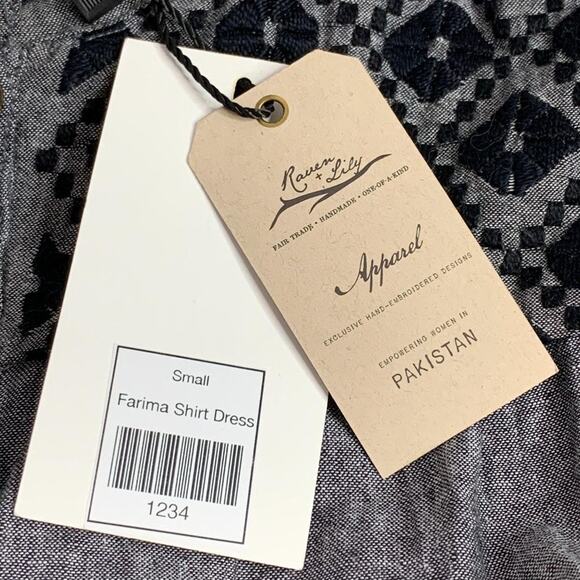 Raven
+ Lily
FAIR TRADE • HANDMADE • ONE-OF-A-KIND
Apparel
EXCLUSIVE HAND-EMBROIDERED DESIGNS
EMPOWERING WOMEN IN
PAKISTAN
Small
Farima Shirt Dress
1234